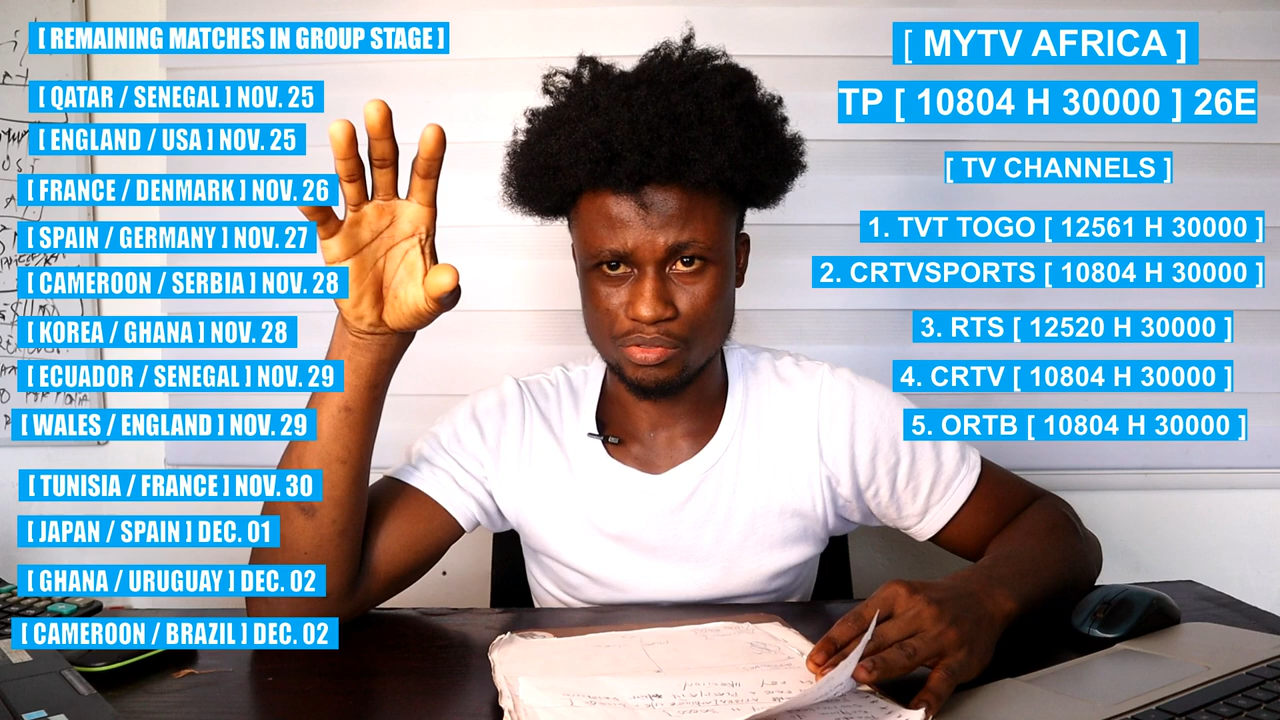 [ REMAINING MATCHES IN GROUP STAGE ]
[ QATAR / SENEGAL ] NOV. 25
[ ENGLAND / USA ] NOV. 25
[ FRANCE / DENMARK ] NOV. 26
[ SPAIN / GERMANY ] NOV. 27
[ CAMEROON / SERBIA ] NOV. 28
[ KOREA / GHANA ] NOV. 28
[ ECUADOR / SENEGAL ] NOV. 29
[ WALES / ENGLAND ] NOV. 29
[ TUNISIA / FRANCE ] NOV. 30
[ JAPAN / SPAIN ] DEC. 01
[ GHANA / URUGUAY ] DEC. 02
[ CAMEROON / BRAZIL ] DEC. 02
[ MYTV AFRICA ]
TP [ 10804 H 30000 ] 26E
[ TV CHANNELS ]
1. TVT TOGO [ 12561 H 30000 ]
2. CRTVSPORTS [ 10804 H 30000 ]
3. RTS [ 12520 H 30000 ]
4. CRTV [ 10804 H 30000 ]
5. ORTB [ 10804 H 30000 ]